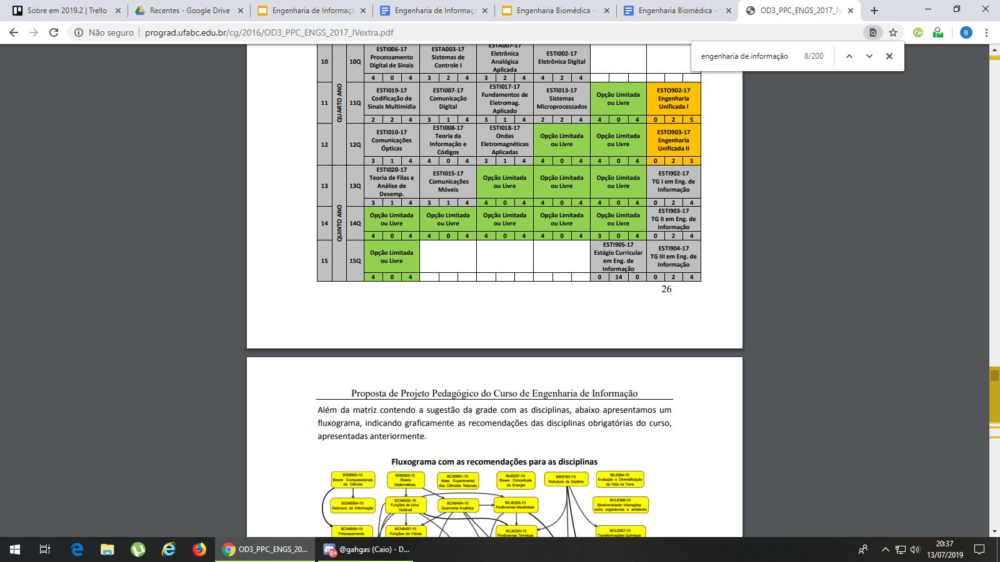 Sobre em 2019.2 | Trello
Recentes - Google Drive
Engenharia de Informaçã
Engenharia de Informaçã
Engenharia Biomédica -
Engenharia Biomédica -
OD3_PPC_ENGS_2017_IV
Não seguro | prograd.ufabc.edu.br/cg/2016/OD3_PPC_ENGS_2017_IVextra.pdf
B
engenharia de informação 8/200
10
10Q
ESTI006-17
Processamento
Digital de Sinais
ESTA003-17
Sistemas de
Controle I
ESTA007-17
Eletrônica
Analógica
Aplicada
ESTI002-17
Eletrônica Digital
4 0 4 3 2 4 3 2 4 4 2 4
QUARTO ANO
11
11Q
ESTI019-17
Codificação de
Sinais Multimídia
ESTI007-17
Comunicação
Digital
ESTI017-17
Fundamentos de
Eletromag.
Aplicado
ESTI013-17
Sistemas
Microprocessados
Opção Limitada
ou Livre
ESTO902-17
Engenharia
Unificada I
2 2 4 3 1 4 3 1 4 2 2 4 4 0 4 0 2 5
12
12Q
ESTI010-17
Comunicações
Ópticas
ESTI008-17
Teoria da
Informação e
Códigos
ESTI018-17
Ondas
Eletromagnéticas
Aplicadas
Opção Limitada
ou Livre
Opção Limitada
ou Livre
ESTO903-17
Engenharia
Unificada II
3 1 4 4 0 4 3 1 4 4 0 4 4 0 4 0 2 5
QUINTO ANO
13
13Q
ESTI020-17
Teoria de Filas e
Análise de
Desemp.
ESTI015-17
Comunicações
Móveis
Opção Limitada
ou Livre
Opção Limitada
ou Livre
Opção Limitada
ou Livre
ESTI902-17
TG I em Eng. de
Informação
3 1 4 3 1 4 4 0 4 4 0 4 4 0 4 0 2 4
14
14Q
Opção Limitada
ou Livre
Opção Limitada
ou Livre
Opção Limitada
ou Livre
Opção Limitada
ou Livre
Opção Limitada
ou Livre
ESTI903-17
TG II em Eng. de
Informação
4 0 4 4 0 4 4 0 4 4 0 4 3 0 4 0 2 4
15
15Q
Opção Limitada
ou Livre
ESTI905-17
Estágio Curricular
em Eng. de
Informação
ESTI904-17
TG III em Eng. de
Informação
4 0 4 0 14 0 0 2 4
26
Proposta de Projeto Pedagógico do Curso de Engenharia de Informação
Além da matriz contendo a sugestão da grade com as disciplinas, abaixo apresentamos um
fluxograma, indicando graficamente as recomendações das disciplinas obrigatórias do curso,
apresentadas anteriormente.
Fluxograma com as recomendações para as disciplinas
BIS0005-15
Bases Computacionais
da Ciência
BIS0003-15
Bases
Matemáticas
BCS0001-15
Base Experimental
das Ciências Naturais
BIJ0207-15
Bases Conceituais
da Energia
BIK0102-15
Estrutura da Matéria
BIL0304-15
Evolução e Diversificação
da Vida na Terra
BCM0504-15
Natureza da Informação
BCN0402-15
Funções de Uma
Variável
BCN0404-15
Geometria Analítica
BCJ0204-15
Fenômenos Mecânicos
BCL0306-15
Biodiversidade: Interações
entre organismos e ambiente
BCM0505-15
Processamento
BCN0407-15
Funções de Várias
BCJ0205-15
Fenômenos Térmicos
BCL0307-15
Transformações Químicas
OD3_PPC_ENGS_20...
9+
@gahgas (Caio) - D...
20:37
13/07/2019